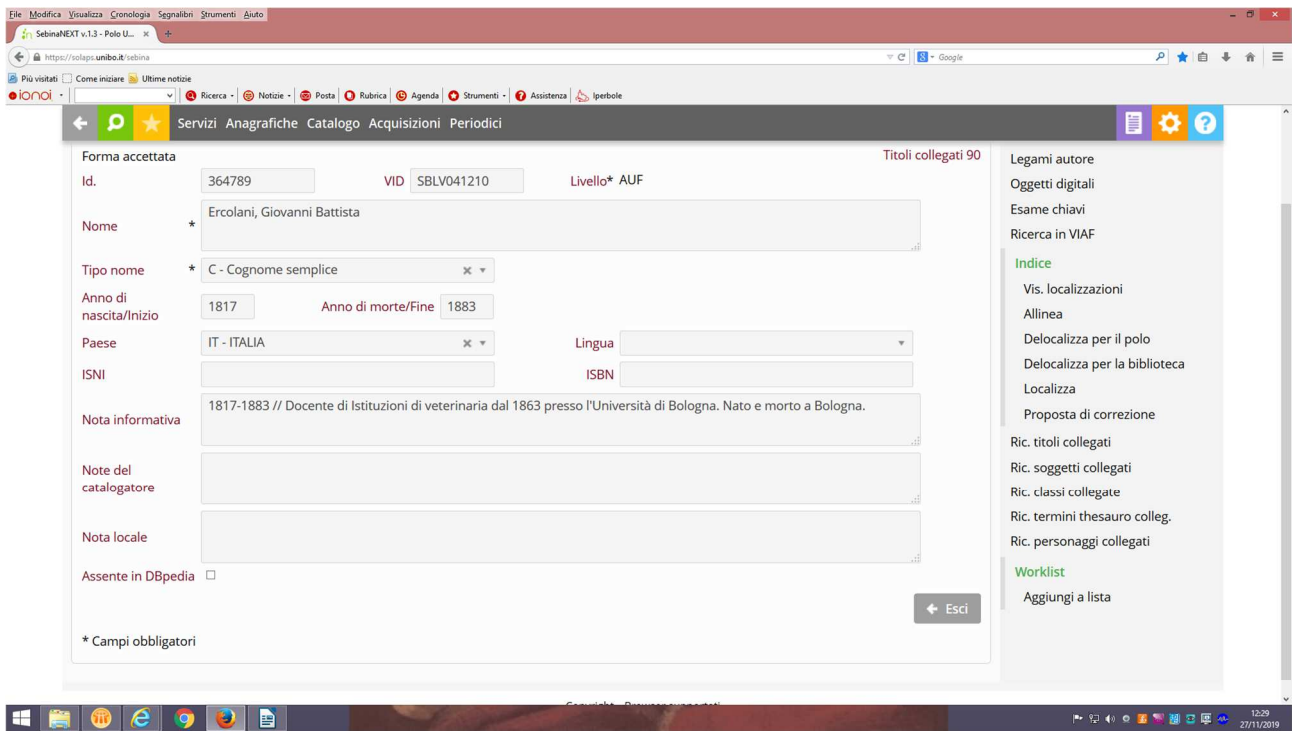 File Modifica Visualizza Cronologia Segnalibri Strumenti Aiuto
SebinaNEXT v.1.3 - Polo U...
https://solaps.unibo.it/sebina
Google
Più visitati Come iniziare Ultime notizie
ionoi Ricerca Notizie Posta Rubrica Agenda Strumenti Assistenza Iperbole
Servizi Anagrafiche Catalogo Acquisizioni Periodici
Forma accettata Titoli collegati 90
Id. 364789 VID SBLV041210 Livello* AUF
Nome * Ercolani, Giovanni Battista
Tipo nome * C - Cognome semplice
Anno di nascita/Inizio 1817 Anno di morte/Fine 1883
Paese IT - ITALIA Lingua
ISNI ISBN
Nota informativa 1817-1883 // Docente di Istituzioni di veterinaria dal 1863 presso l'Università di Bologna. Nato e morto a Bologna.
Note del catalogatore
Nota locale
Assente in DBpedia
Esci
* Campi obbligatori
Legami autore
Oggetti digitali
Esame chiavi
Ricerca in VIAF
Indice
Vis. localizzazioni
Allinea
Delocalizza per il polo
Delocalizza per la biblioteca
Localizza
Proposta di correzione
Ric. titoli collegati
Ric. soggetti collegati
Ric. classi collegate
Ric. termini thesauro colleg.
Ric. personaggi collegati
Worklist
Aggiungi a lista
Copyright - Browser supportati
12:29
27/11/2019